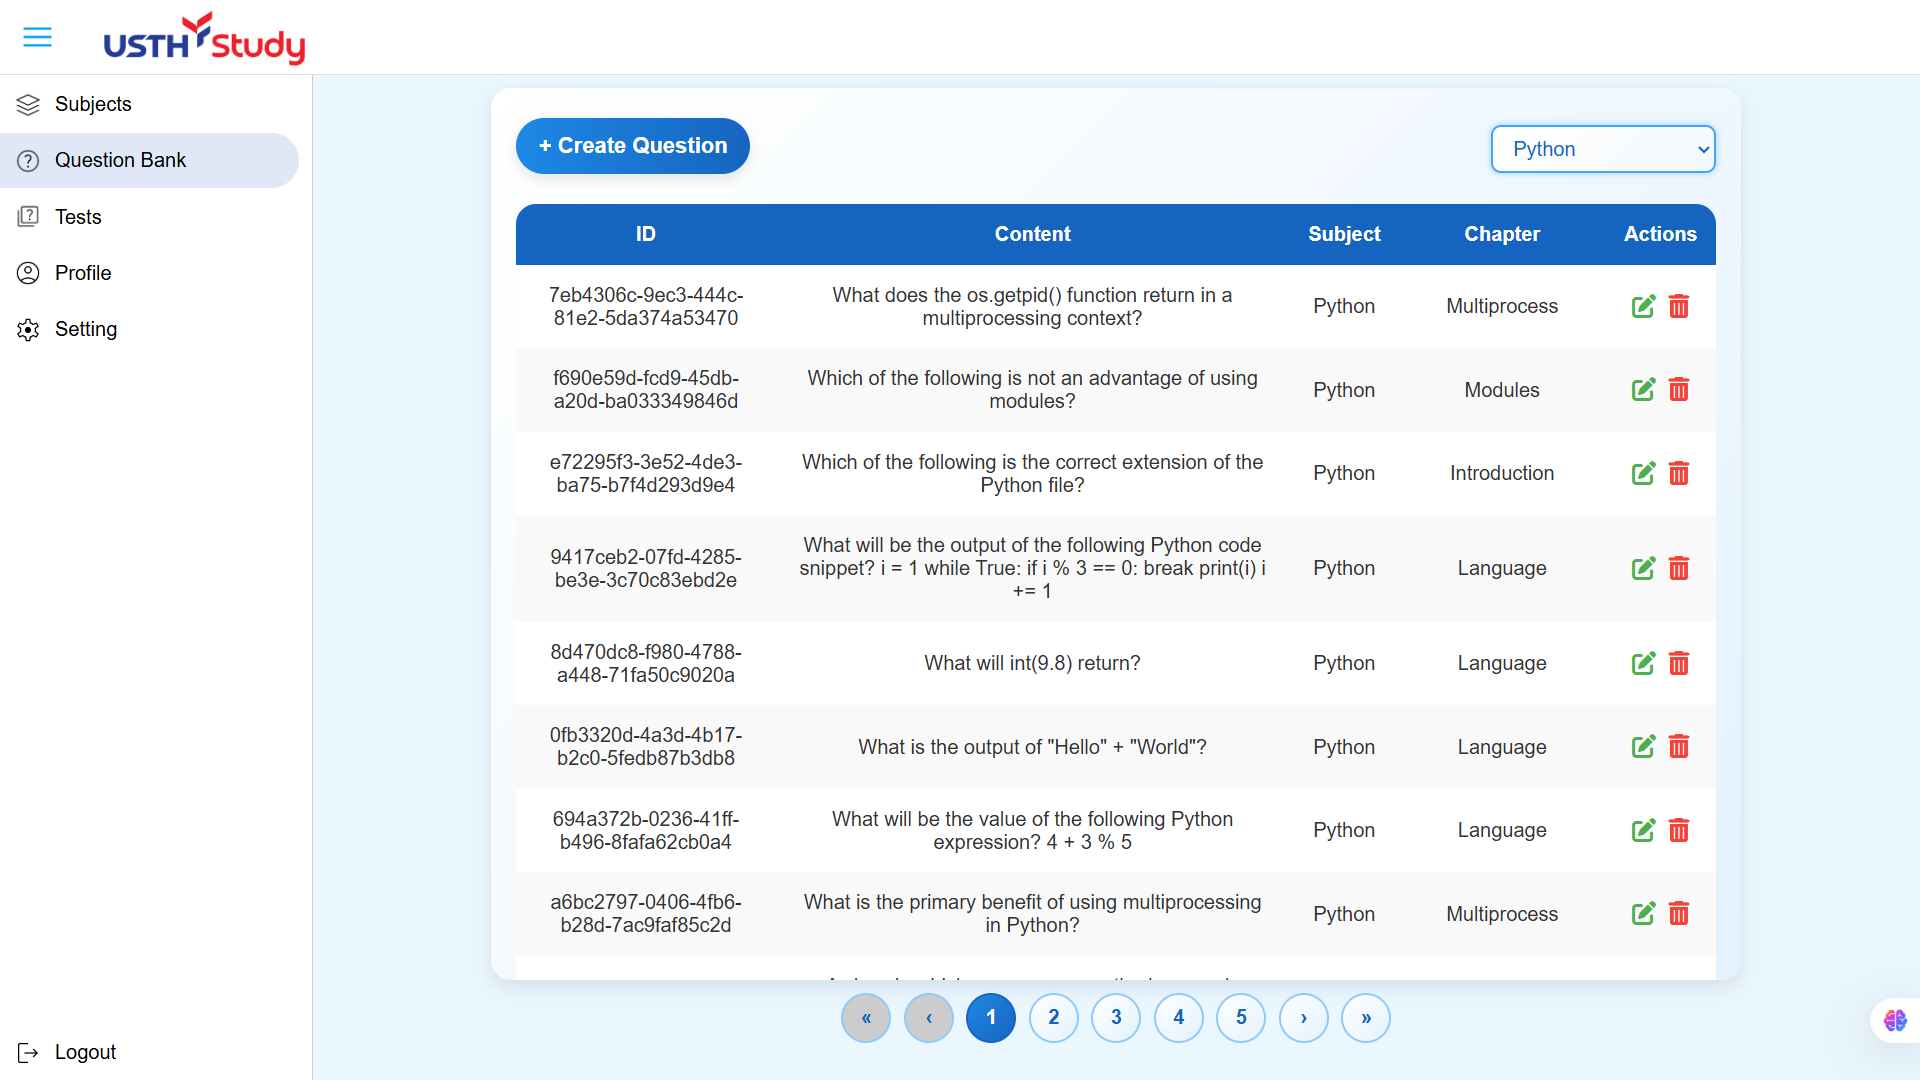 USTH Study
Subjects
Question Bank
Tests
Profile
Setting
Logout
+ Create Question
Python
ID Content Subject Chapter Actions
7eb4306c-9ec3-444c-
81e2-5da374a53470
What does the os.getpid() function return in a
multiprocessing context?
Python
Multiprocess
f690e59d-fcd9-45db-
a20d-ba033349846d
Which of the following is not an advantage of using
modules?
Python
Modules
e72295f3-3e52-4de3-
ba75-b7f4d293d9e4
Which of the following is the correct extension of the
Python file?
Python
Introduction
9417ceb2-07fd-4285-
be3e-3c70c83ebd2e
What will be the output of the following Python code
snippet? i = 1 while True: if i % 3 == 0: break print(i) i
+= 1
Python
Language
8d470dc8-f980-4788-
a448-71fa50c9020a
What will int(9.8) return?
Python
Language
0fb3320d-4a3d-4b17-
b2c0-5fedb87b3db8
What is the output of "Hello" + "World"?
Python
Language
694a372b-0236-41ff-
b496-8fafa62cb0a4
What will be the value of the following Python
expression? 4 + 3 % 5
Python
Language
a6bc2797-0406-4fb6-
b28d-7ac9faf85c2d
What is the primary benefit of using multiprocessing
in Python?
Python
Multiprocess
« ‹ 1 2 3 4 5 › »